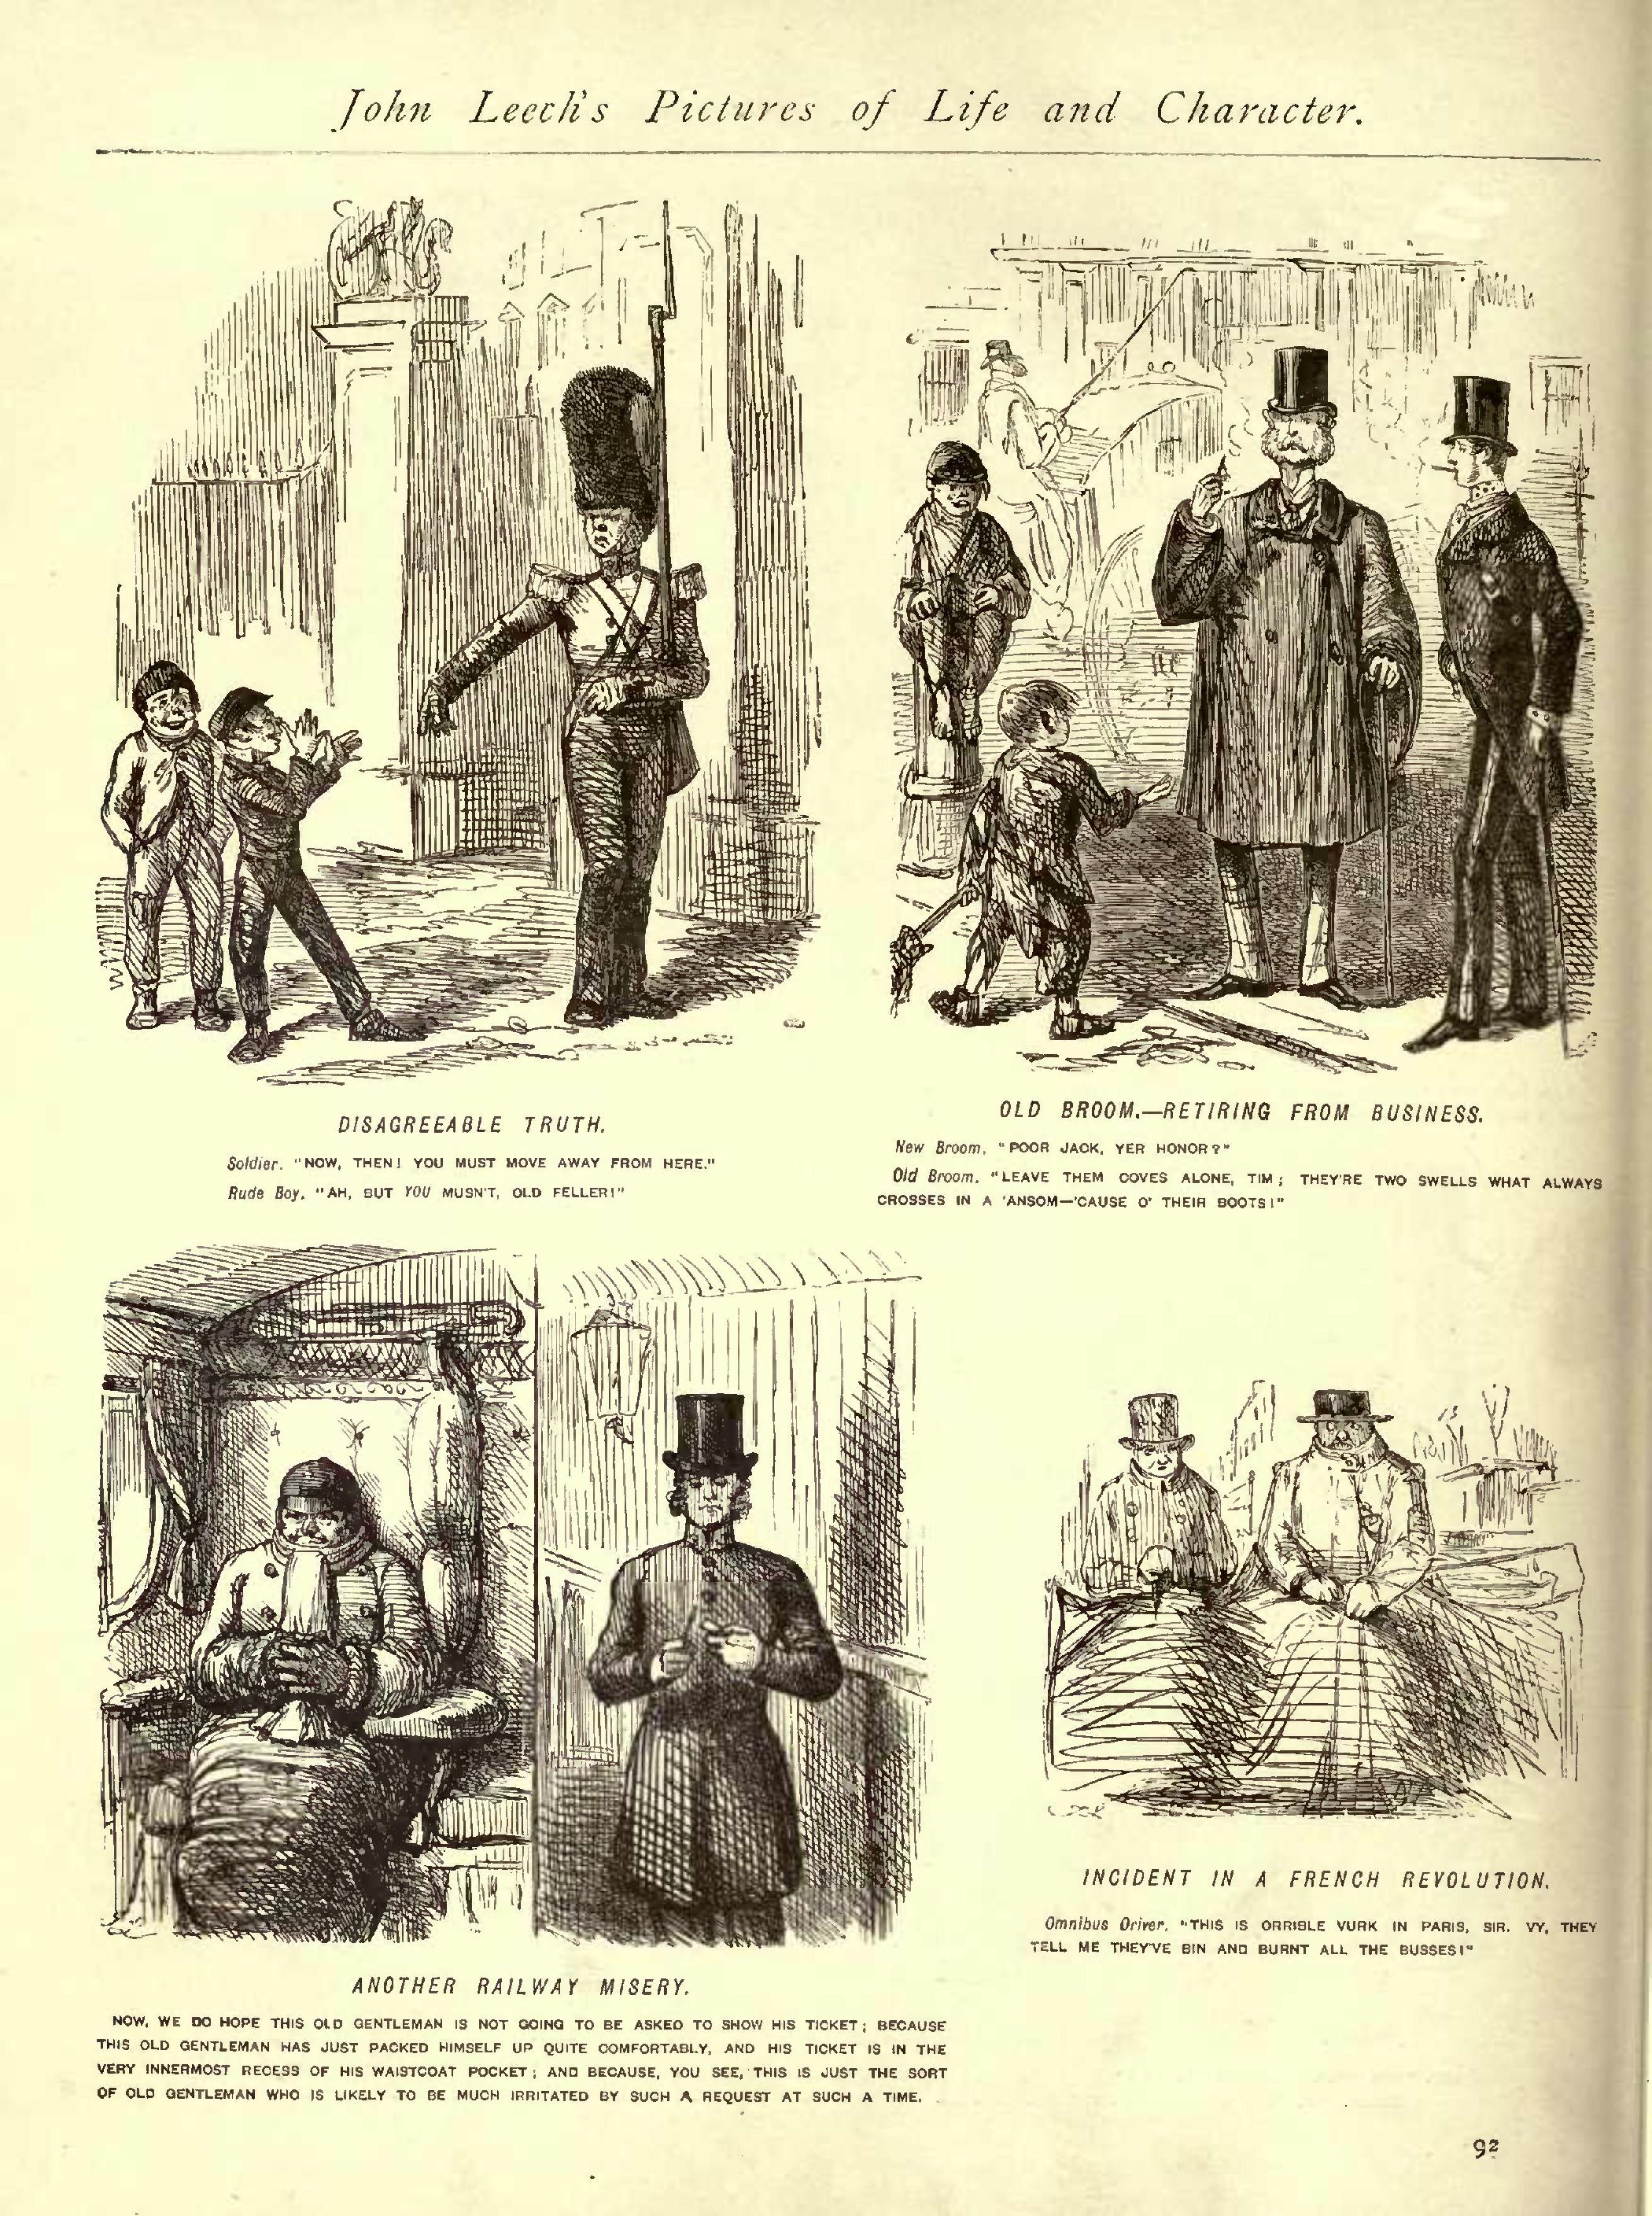 John Leech's Pictures of Life and Character.
DISAGREEABLE TRUTH.
Soldier. "NOW, THEN! YOU MUST MOVE AWAY FROM HERE."
Rude Boy. "AH, BUT YOU MUSN'T, OLD FELLER!"
OLD BROOM.—RETIRING FROM BUSINESS.
New Broom. "POOR JACK, YER HONOR?"
Old Broom. "LEAVE THEM COVES ALONE, TIM; THEY'RE TWO SWELLS WHAT ALWAYS
CROSSES IN A 'ANSOM—'CAUSE O' THEIR BOOTS!"
ANOTHER RAILWAY MISERY.
NOW, WE DO HOPE THIS OLD GENTLEMAN IS NOT GOING TO BE ASKED TO SHOW HIS TICKET; BECAUSE
THIS OLD GENTLEMAN HAS JUST PACKED HIMSELF UP QUITE COMFORTABLY, AND HIS TICKET IS IN THE
VERY INNERMOST RECESS OF HIS WAISTCOAT POCKET; AND BECAUSE, YOU SEE, THIS IS JUST THE SORT
OF OLD GENTLEMAN WHO IS LIKELY TO BE MUCH IRRITATED BY SUCH A REQUEST AT SUCH A TIME.
INCIDENT IN A FRENCH REVOLUTION.
Omnibus Driver. "THIS IS ORRIBLE VURK IN PARIS, SIR. VY, THEY
TELL ME THEY'VE BIN AND BURNT ALL THE BUSSES!"
92